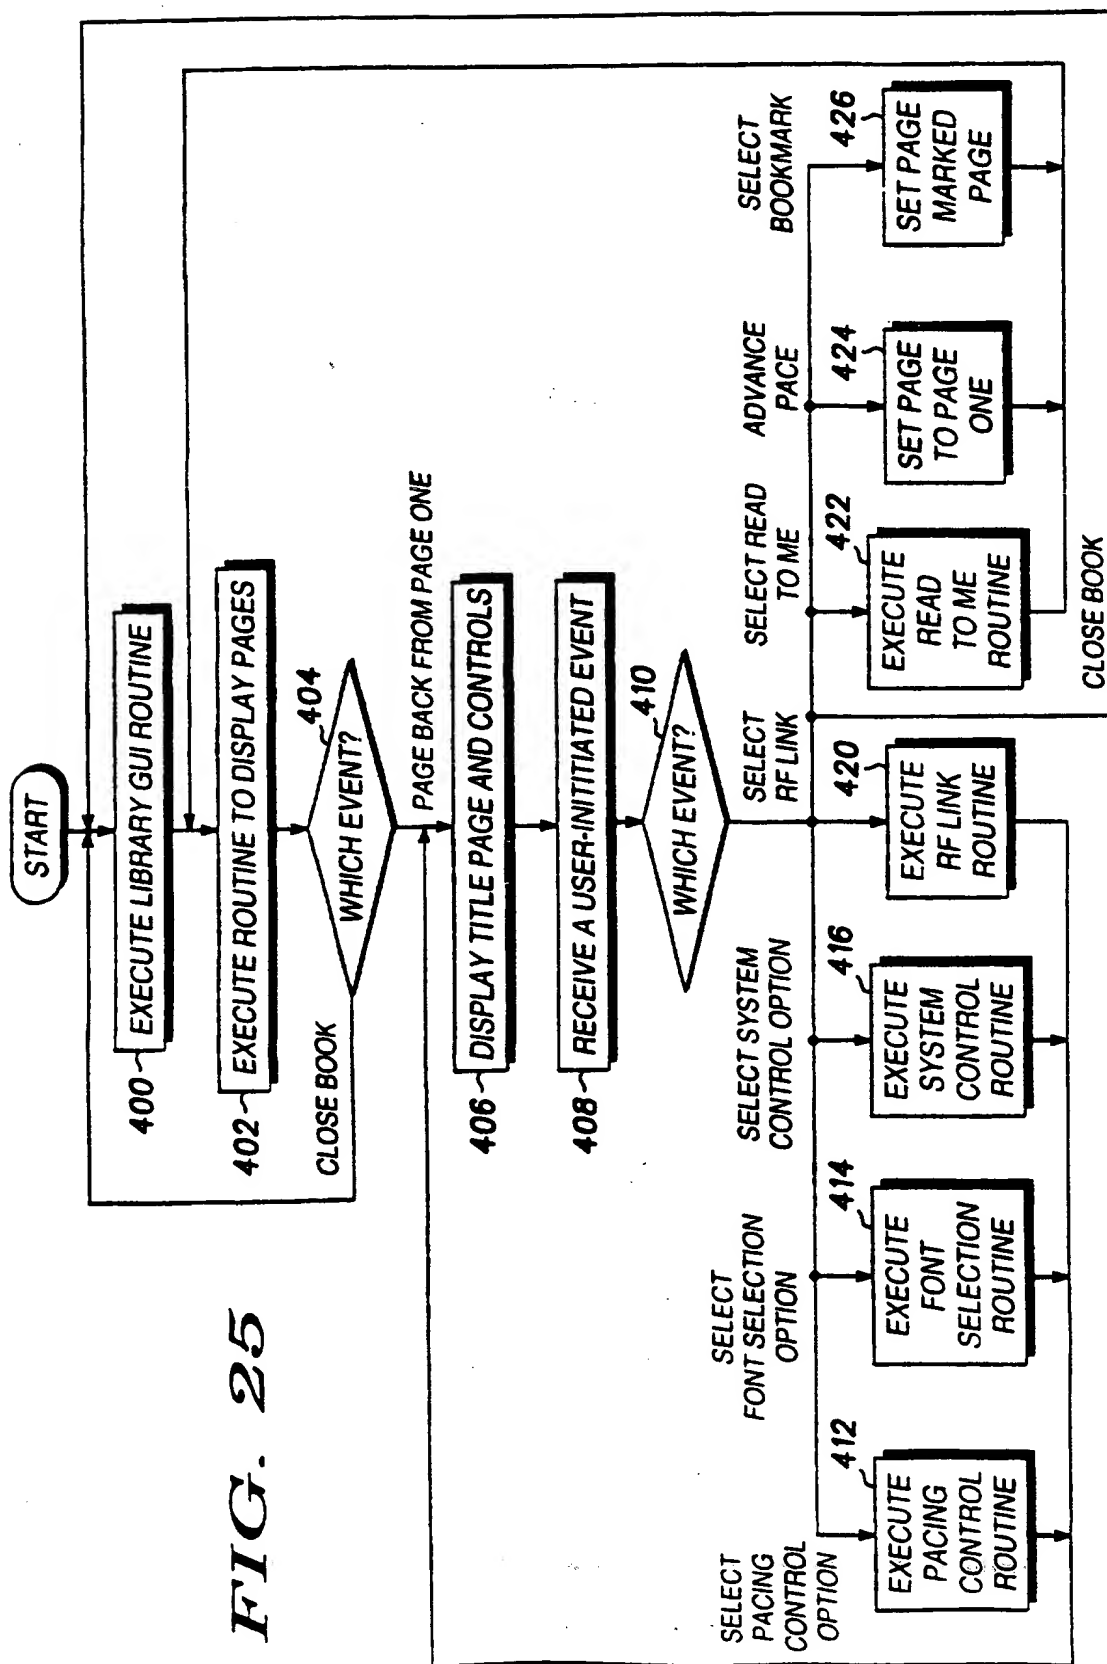 START
400
EXECUTE LIBRARY GUI ROUTINE
402
EXECUTE ROUTINE TO DISPLAY PAGES
WHICH EVENT?
404
CLOSE BOOK
PAGE BACK FROM PAGE ONE
406
DISPLAY TITLE PAGE AND CONTROLS
408
RECEIVE A USER-INITITIATED EVENT
WHICH EVENT?
410
SELECT
PACING
CONTROL
OPTION
412
EXECUTE
PACING
CONTROL
ROUTINE
SELECT
FONT SELECTION
OPTION
414
EXECUTE
FONT
SELECTION
ROUTINE
SELECT SYSTEM
CONTROL OPTION
416
EXECUTE
SYSTEM
CONTROL
ROUTINE
SELECT
RF LINK
420
EXECUTE
RF LINK
ROUTINE
CLOSE BOOK
SELECT READ
TO ME
422
EXECUTE
READ
TO ME
ROUTINE
ADVANCE
PACE
424
SET PAGE
TO PAGE
ONE
SELECT
BOOKMARK
426
SET PAGE
MARKED
PAGE
FIG. 25